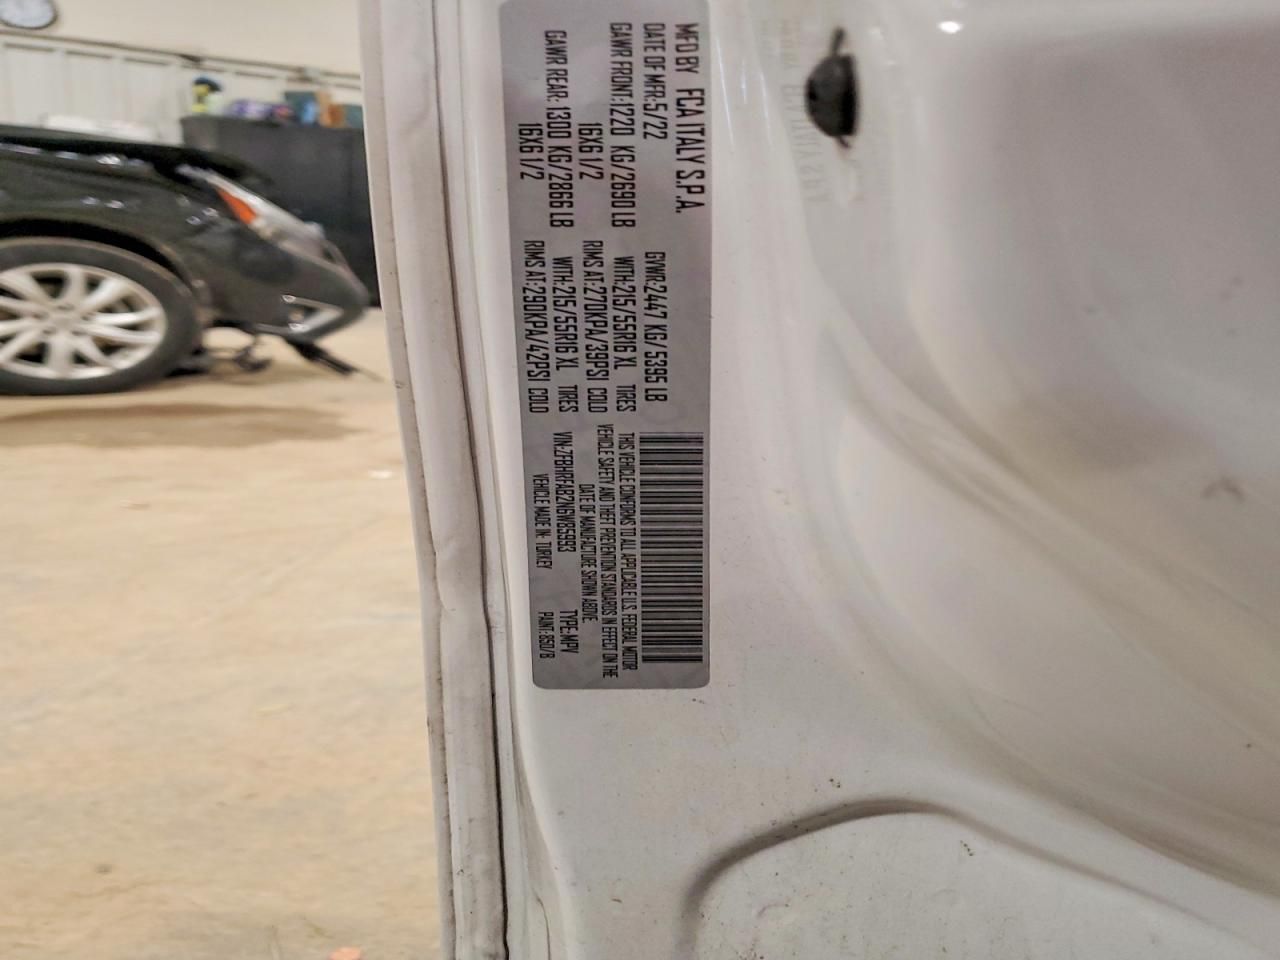 MFD BY FCA ITALY S.P.A.
DATE OF MFR:5/22 GVWR:2447 KG/5395 LB
GAWR FRONT:1220 KG/2690 LB WITH:215/55R16 XL TIRES
16X6 1/2 RIMS AT:270KPA/39PSI COLD
GAWR REAR: 1300 KG/2866 LB WITH:215/55R16 XL TIRES
16X6 1/2 RIMS AT:290KPA/42PSI COLD
THIS VEHICLE CONFORMS TO ALL APPLICABLE U.S. FEDERAL MOTOR
VEHICLE SAFETY AND THEFT PREVENTION STANDARDS IN EFFECT ON THE
DATE OF MANUFACTURE SHOWN ABOVE.
VIN:ZFBHRFAB2N6W85993 TYPE:MPV
VEHICLE MADE IN: TURKEY PAINT: